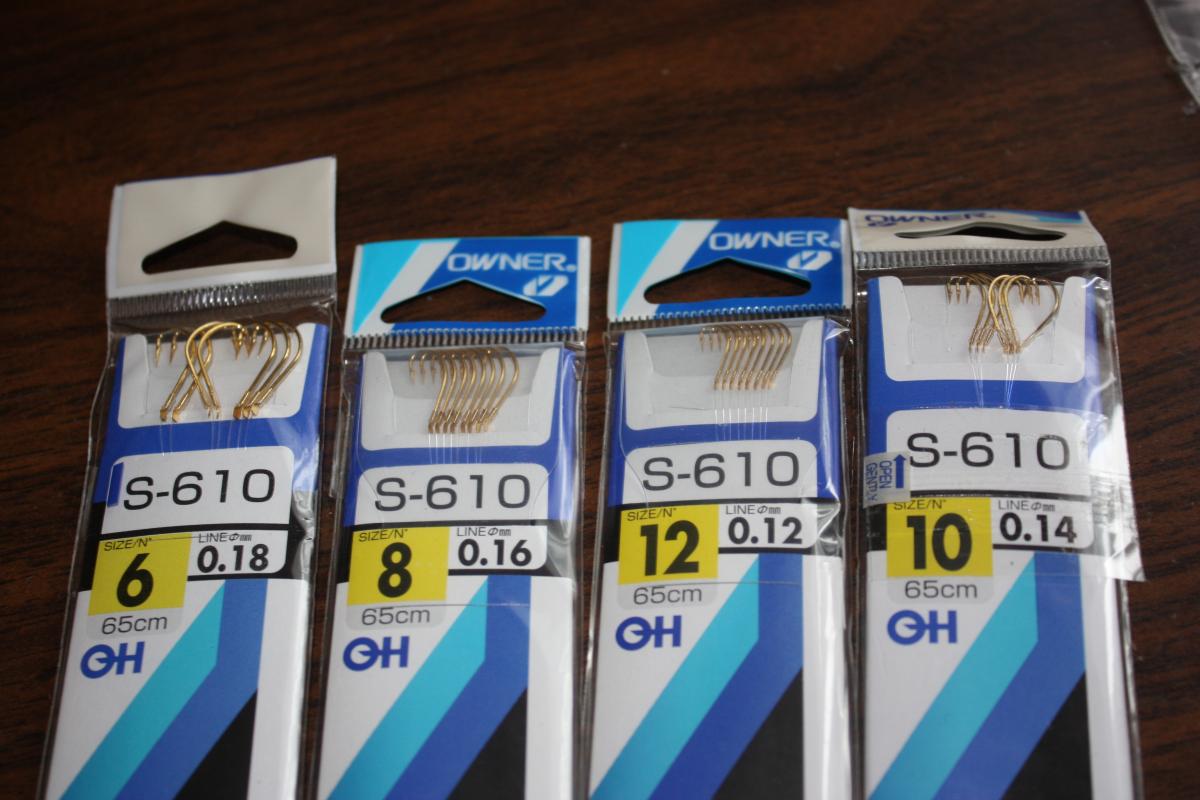 S-610
SIZE/N°
6
LINEΦmm
0.18
65cm
OH
OWNER®
S-610
SIZE/N°
8
LINEΦmm
0.16
65cm
OH
OWNER®
S-610
SIZE/N°
12
LINEΦmm
0.12
65cm
OH
OWNER®
OPEN
GENTLY
S-610
SIZE/N°
10
LINEΦmm
0.14
65cm
OH